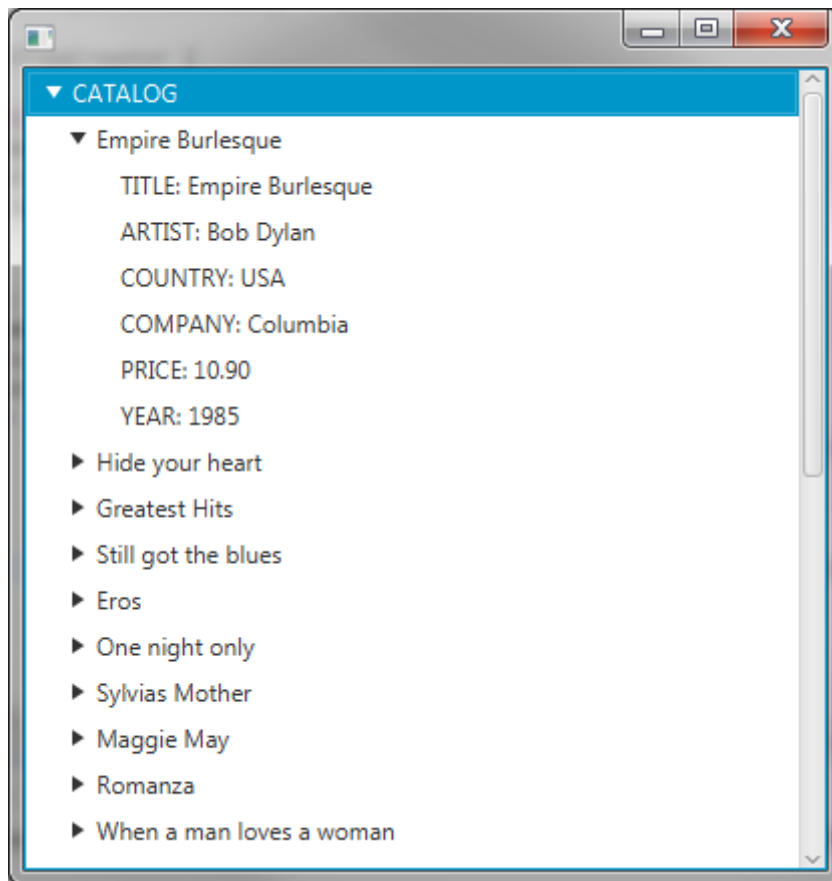 CATALOG
Empire Burlesque
TITLE: Empire Burlesque
ARTIST: Bob Dylan
COUNTRY: USA
COMPANY: Columbia
PRICE: 10.90
YEAR: 1985
Hide your heart
Greatest Hits
Still got the blues
Eros
One night only
Sylvias Mother
Maggie May
Romanza
When a man loves a woman